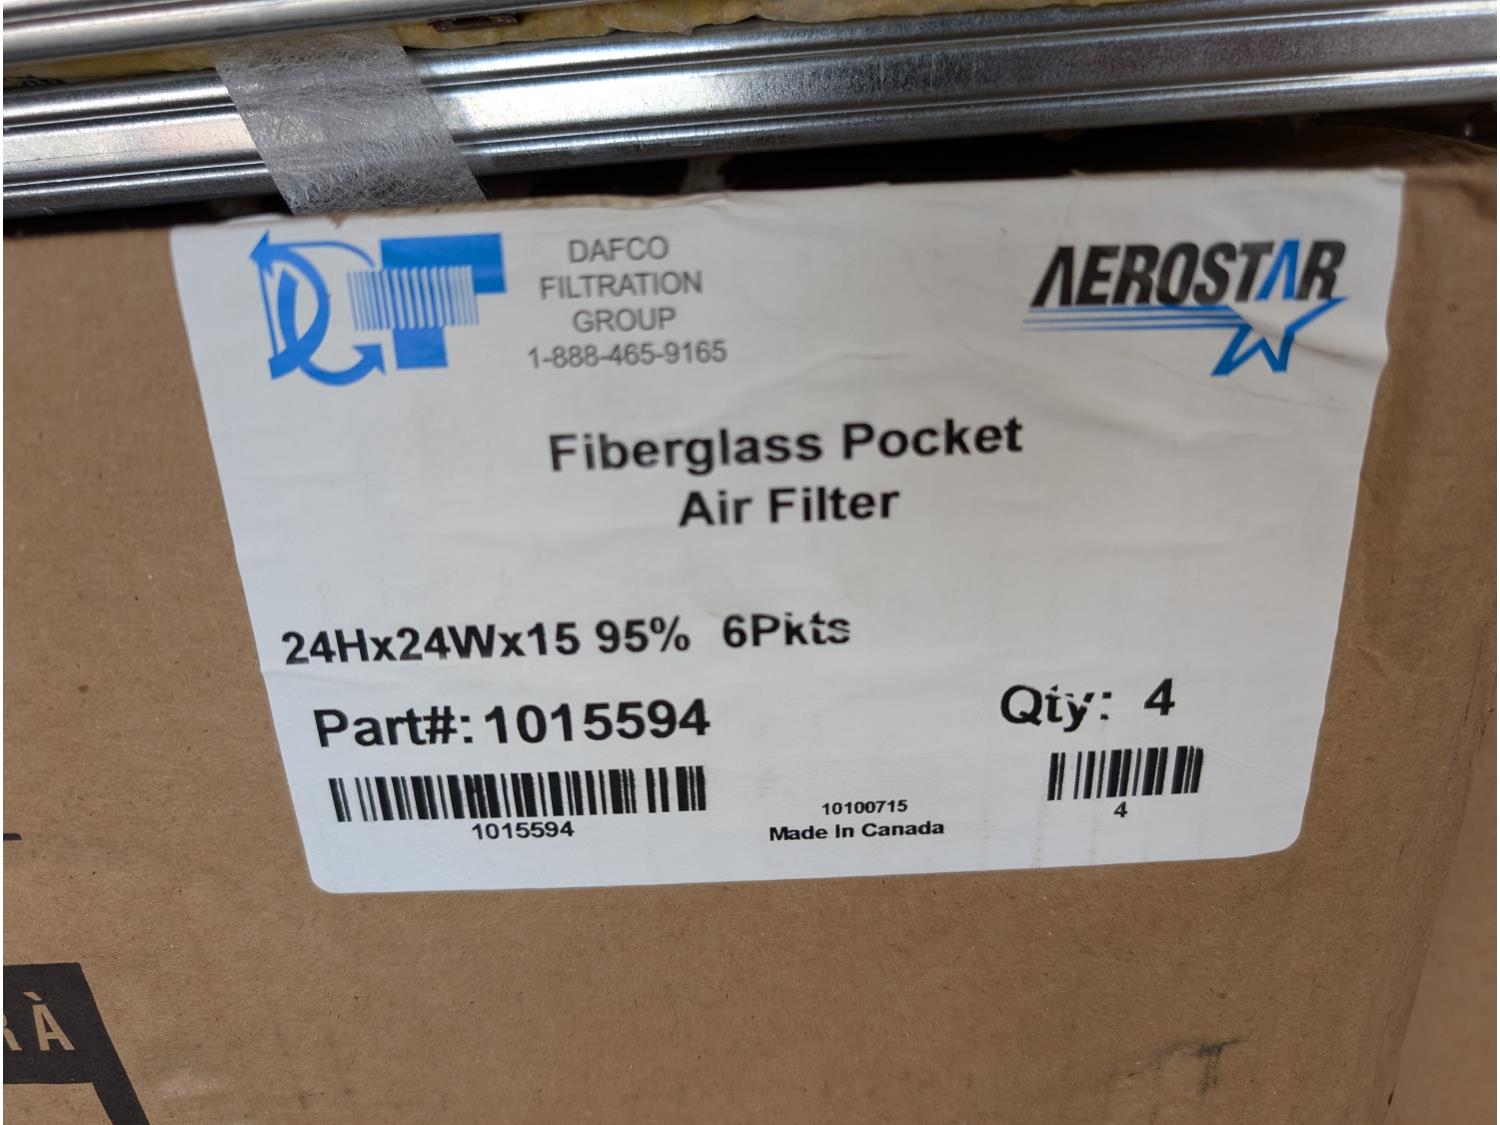 DAFCO
FILTRATION
GROUP
1-888-465-9165
AEROSTAR
Fiberglass Pocket
Air Filter
24Hx24Wx15 95% 6Pkts
Part#: 1015594
Qty: 4
1015594
10100715
Made In Canada
4
À